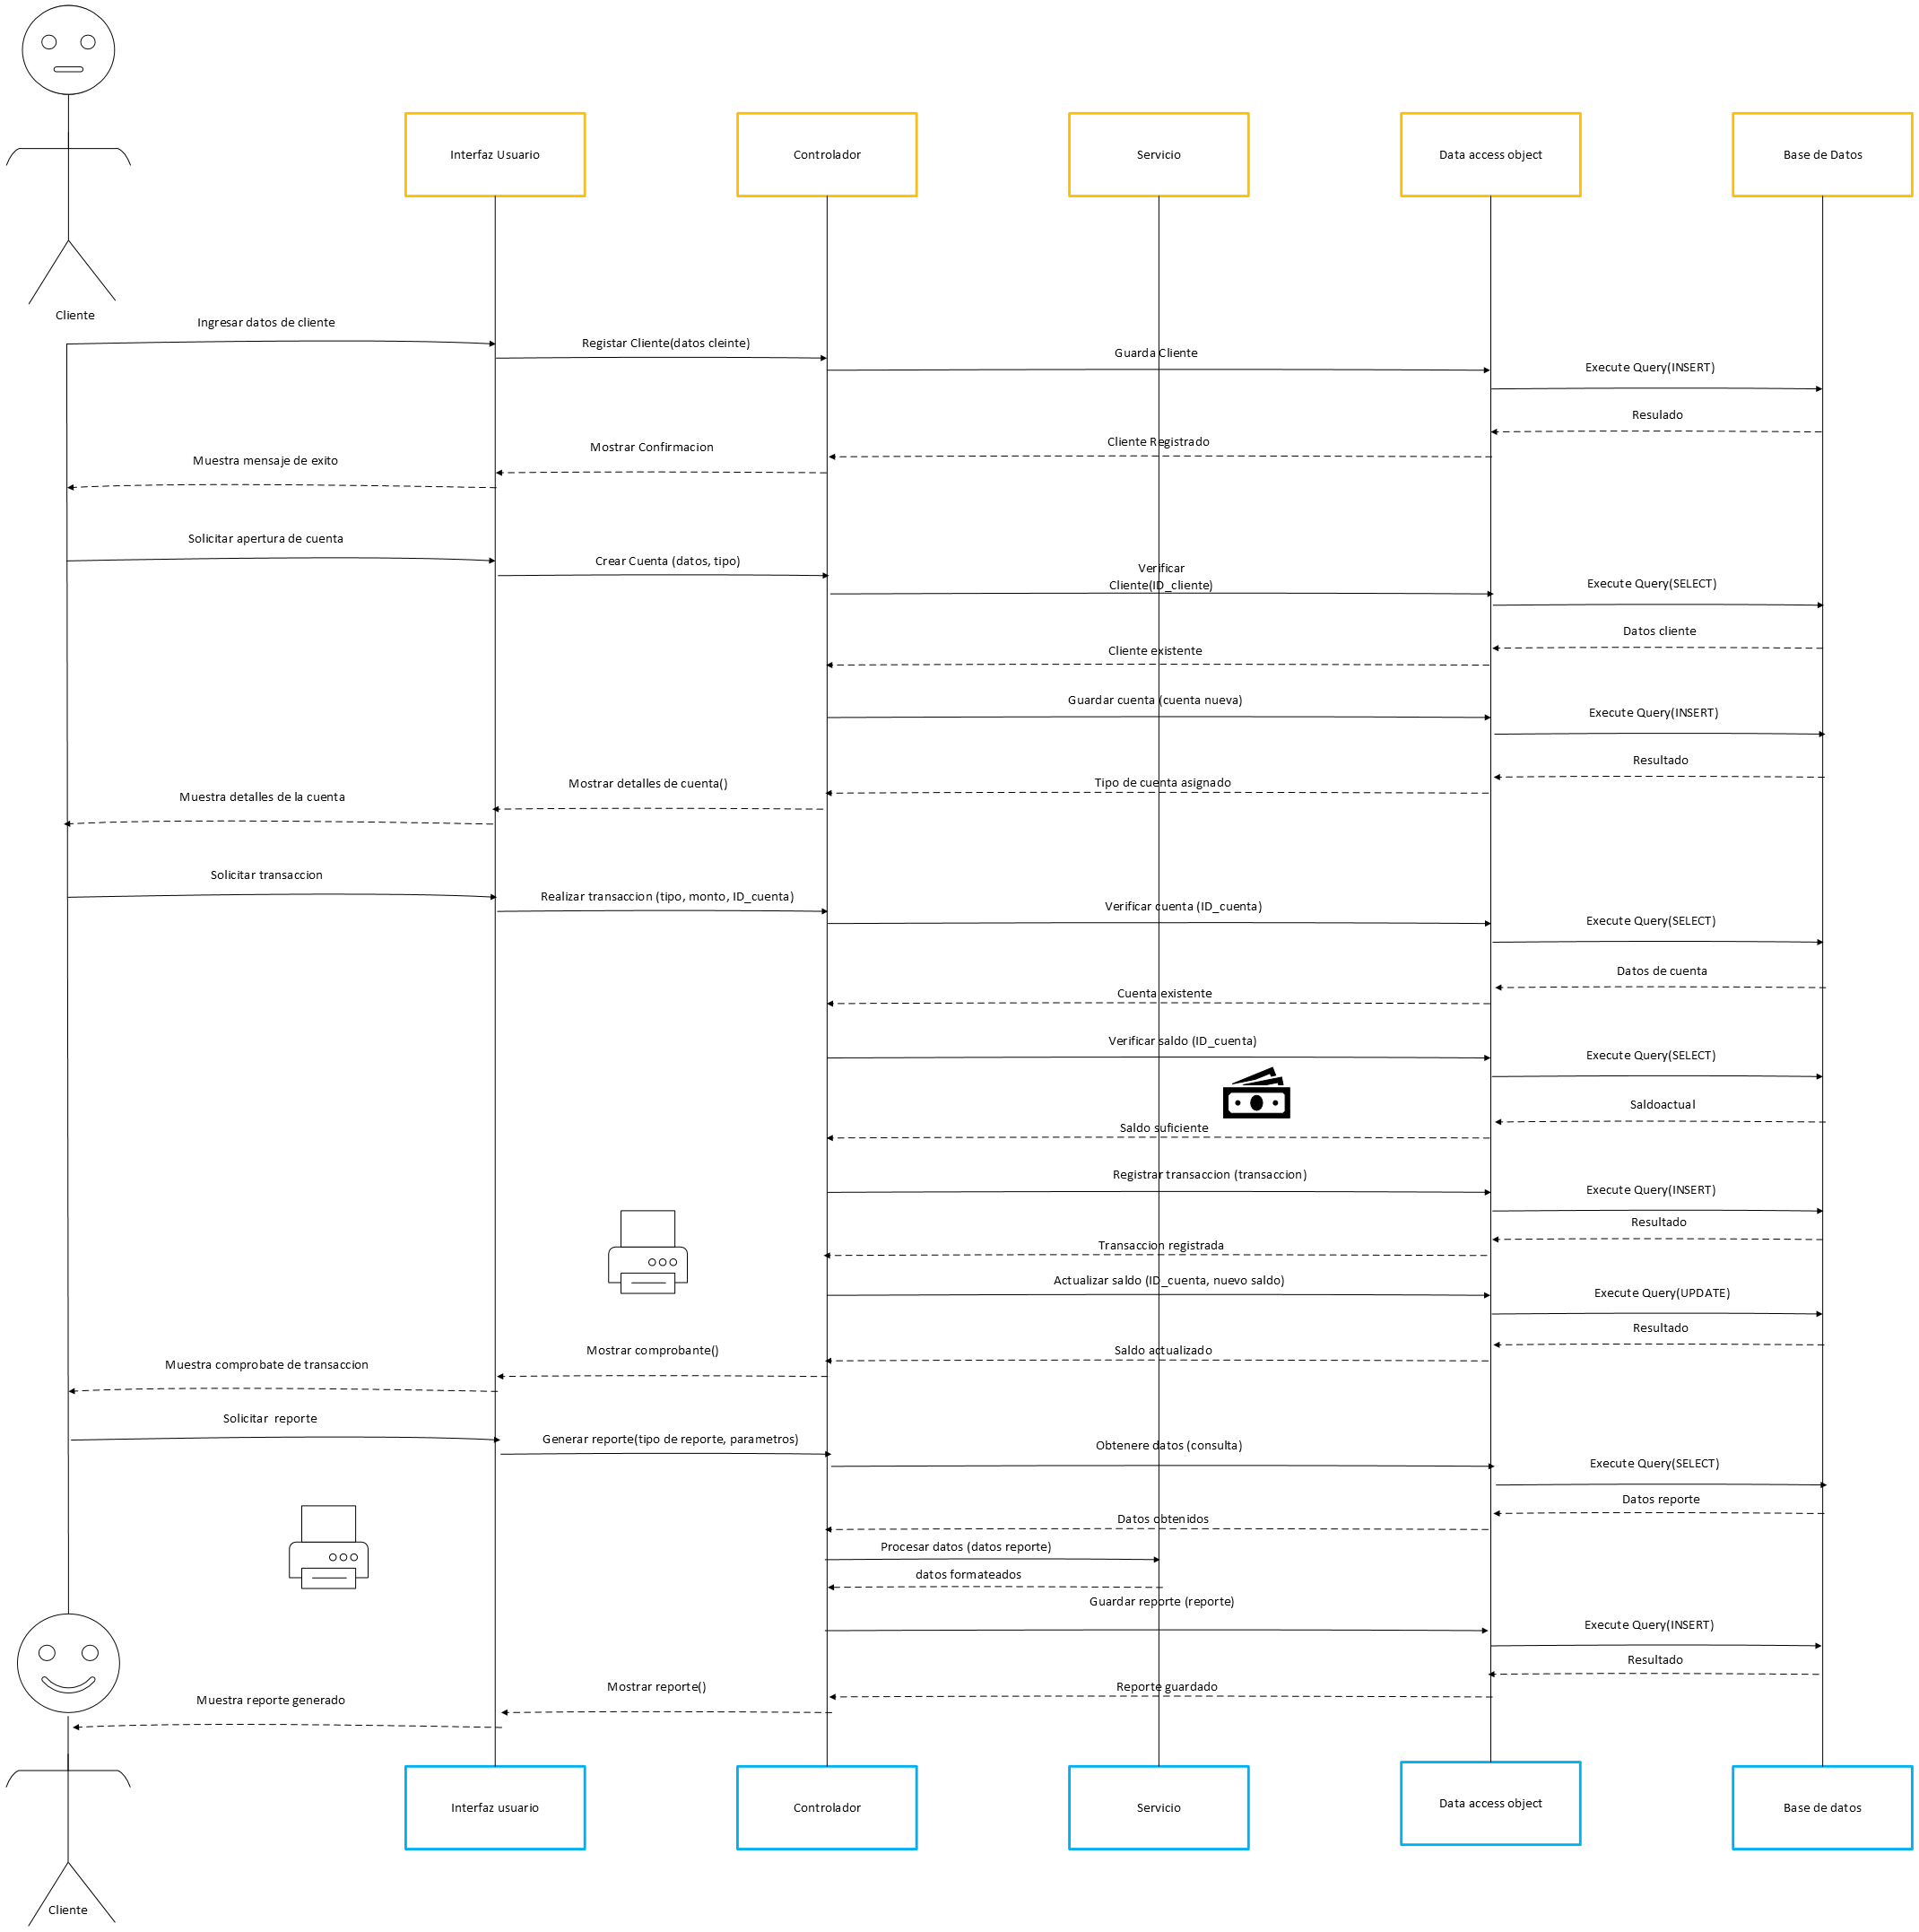 Interfaz Usuario
Controlador
Servicio
Data access object
Base de Datos
Cliente
Ingresar datos de cliente
Registar Cliente(datos cleinte)
Guarda Cliente
Execute Query(INSERT)
Resulado
Cliente Registrado
Mostrar Confirmacion
Muestra mensaje de exito
Solicitar apertura de cuenta
Crear Cuenta (datos, tipo)
Verificar
Cliente(ID_cliente)
Execute Query(SELECT)
Datos cliente
Cliente existente
Guardar cuenta (cuenta nueva)
Execute Query(INSERT)
Resultado
Tipo de cuenta asignado
Mostrar detalles de cuenta()
Muestra detalles de la cuenta
Solicitar transaccion
Realizar transaccion (tipo, monto, ID_cuenta)
Verificar cuenta (ID_cuenta)
Execute Query(SELECT)
Datos de cuenta
Cuenta existente
Verificar saldo (ID_cuenta)
Execute Query(SELECT)
Saldoactual
Saldo suficiente
Registrar transaccion (transaccion)
Execute Query(INSERT)
Resultado
Transaccion registrada
Actualizar saldo (ID_cuenta, nuevo saldo)
Execute Query(UPDATE)
Resultado
Saldo actualizado
Mostrar comprobante()
Muestra comprobate de transaccion
Solicitar  reporte
Generar reporte(tipo de reporte, parametros)
Obtenere datos (consulta)
Execute Query(SELECT)
Datos reporte
Datos obtenidos
Procesar datos (datos reporte)
datos formateados
Guardar reporte (reporte)
Execute Query(INSERT)
Resultado
Reporte guardado
Mostrar reporte()
Muestra reporte generado
Interfaz usuario
Controlador
Servicio
Data access object
Base de datos
Cliente